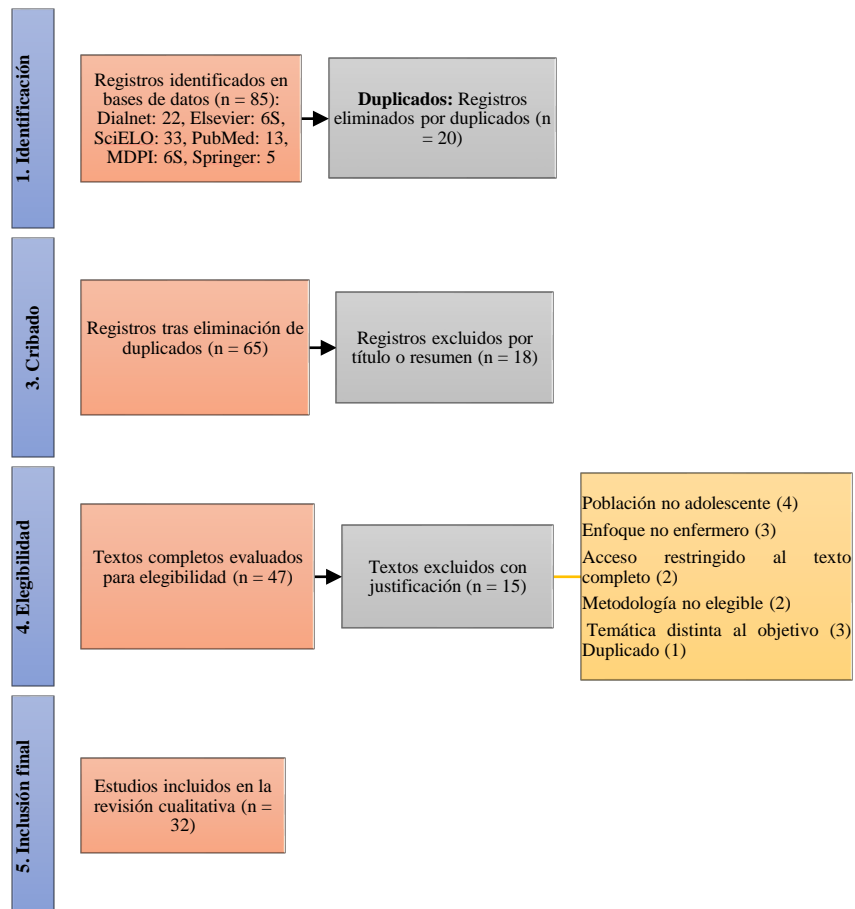 1. Identificación
Registros identificados en
bases de datos (n = 85):
Dialnet: 22, Elsevier: 6S,
SciELO: 33, PubMed: 13,
MDPI: 6S, Springer: 5
Duplicados: Registros
eliminados por duplicados (n
= 20)
3. Cribado
Registros tras eliminación de
duplicados (n = 65)
Registros excluidos por
título o resumen (n = 18)
4. Elegibilidad
Textos completos evaluados
para elegibilidad (n = 47)
Textos excluidos con
justificación (n = 15)
Población no adolescente (4)
Enfoque no enfermero (3)
Acceso restringido al texto
completo (2)
Metodología no elegible (2)
Temática distinta al objetivo (3)
Duplicado (1)
5. Inclusión final
Estudios incluidos en la
revisión cualitativa (n =
32)